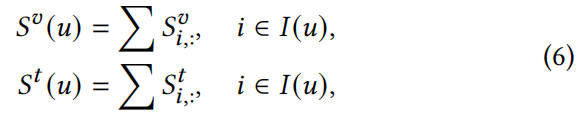 S^v(u) = ∑ S^v_{i,:}, i ∈ I(u),
S^t(u) = ∑ S^t_{i,:}, i ∈ I(u),
(6)